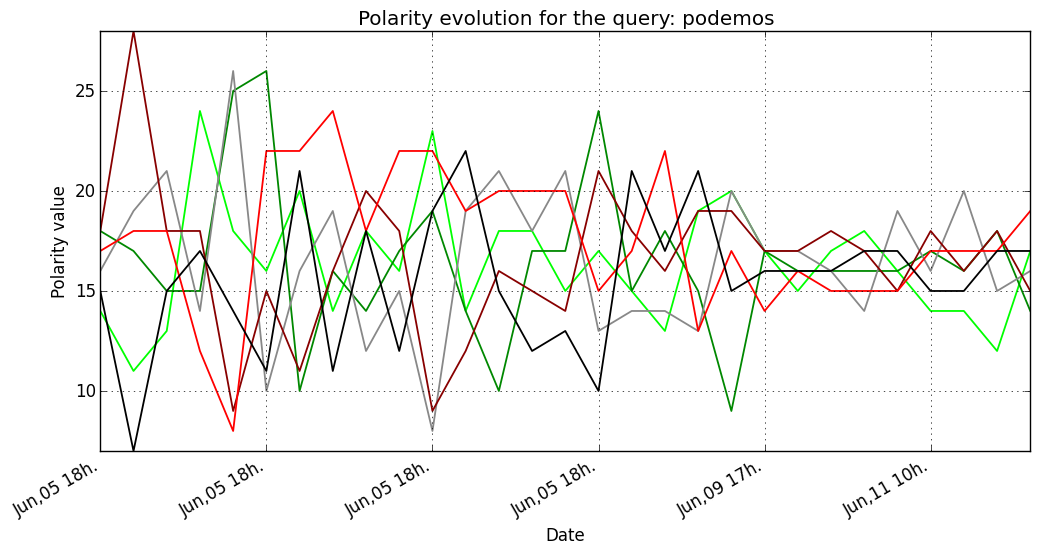 Polarity evolution for the query: podemos
Polarity value
25
20
15
10
Jun,05 18h.
Jun,05 18h.
Jun,05 18h.
Jun,05 18h.
Jun,09 17h.
Jun,11 10h.
Date